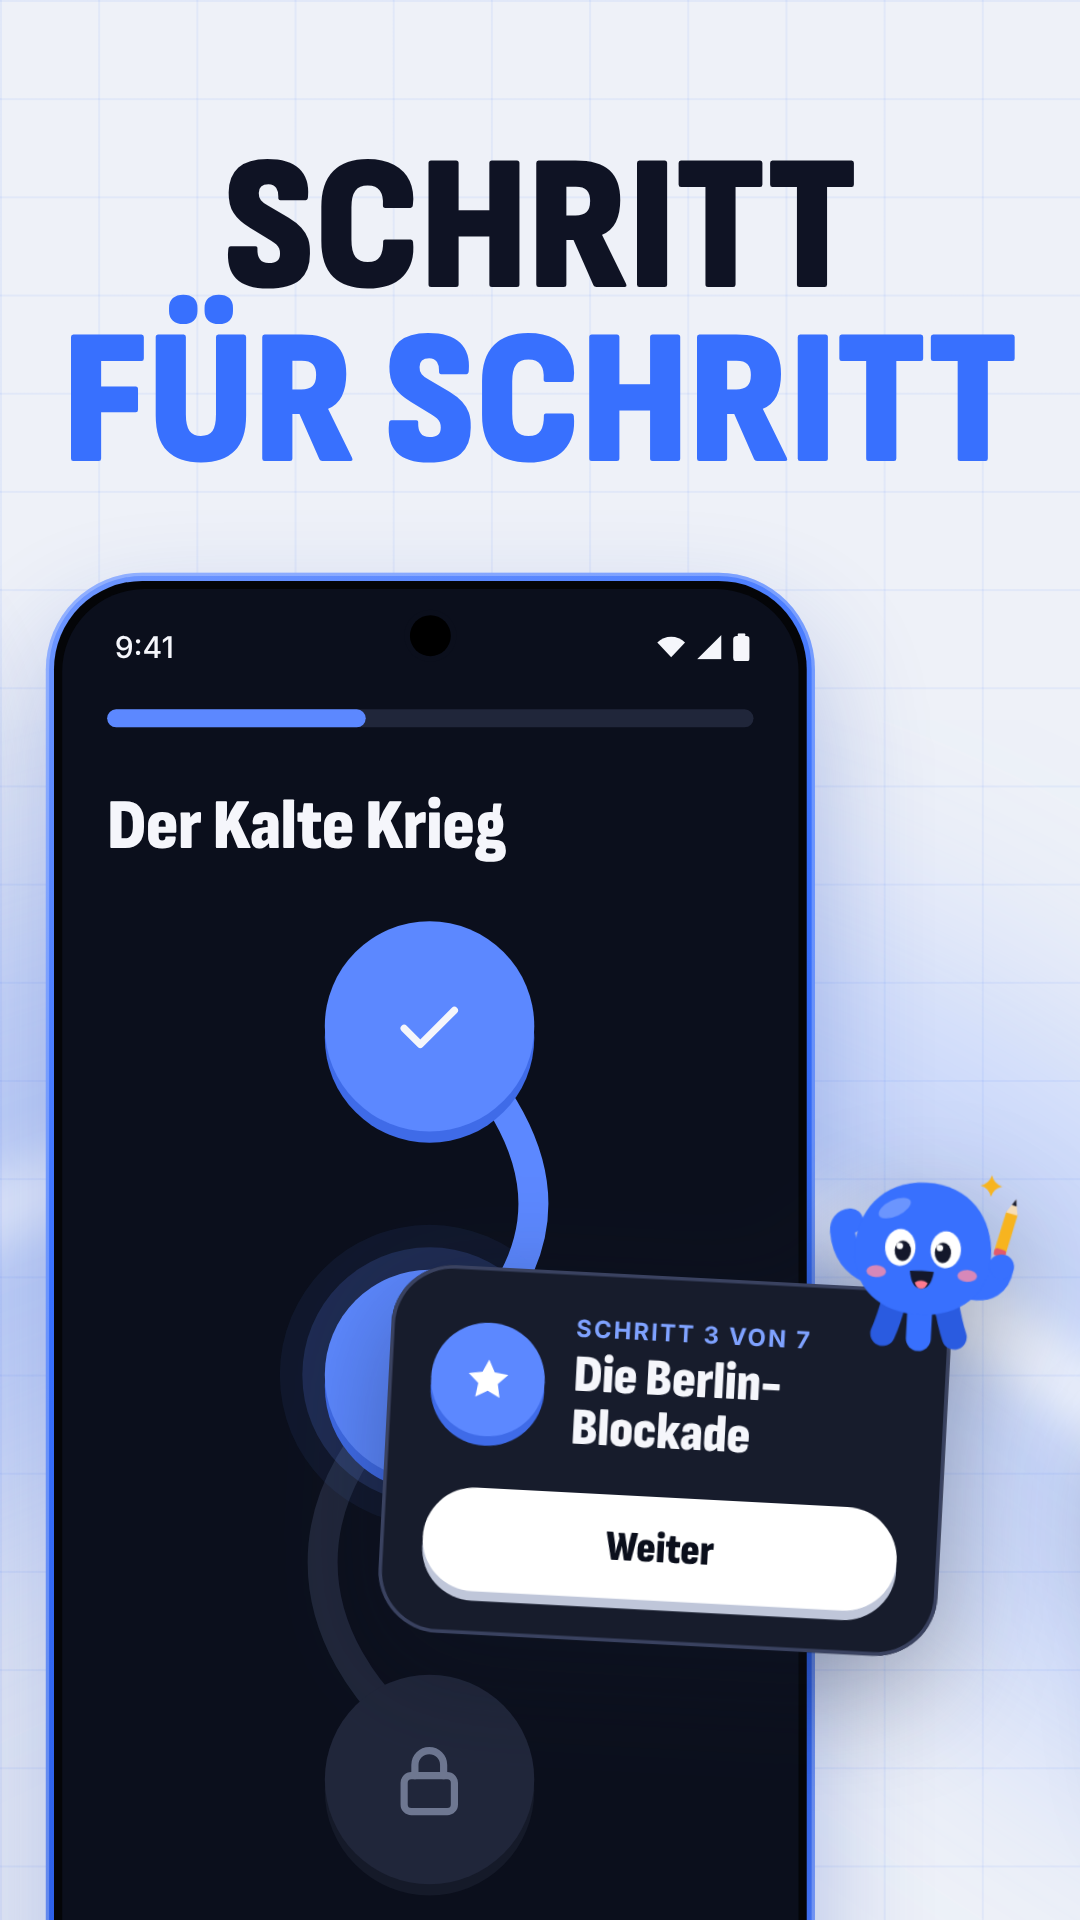 SCHRITT
FÜR SCHRITT
9:41
Der Kalte Krieg
SCHRITT 3 VON 7
Die Berlin-
Blockade
Weiter